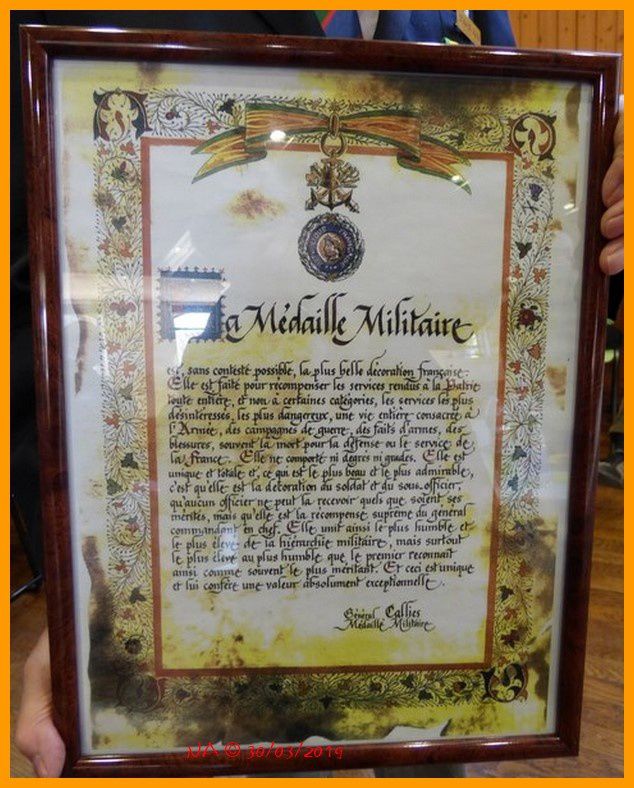 La Médaille Militaire
est, sans conteste possible, la plus belle décoration française.
Elle est faite pour récompenser les services rendus à la Patrie
toute entière, et non à certaines catégories, les services les plus
désintéressés, les plus dangereux, une vie entière consacrée à
l'Armée, des campagnes de guerre, des faits d'armes, des
blessures, souvent la mort pour la défense ou le service de
la France. Elle ne comporte ni degrés ni grades. Elle est
unique et totale et, ce qui est le plus beau et le plus admirable,
c'est qu'elle est la décoration du soldat et du sous-officier,
qu'aucun officier ne peut la recevoir quels que soient ses
mérites, mais qu'elle est la récompense suprême du général
commandant en chef. Elle unit ainsi le plus humble et
le plus élevé de la hiérarchie militaire, mais surtout
le plus élevé au plus humble que le premier reconnaît
ainsi comme souvent le plus méritant. Et ceci est unique
et lui confère une valeur absolument exceptionnelle.
Général Callies
Médaille Militaire
JJA © 30/03/2019